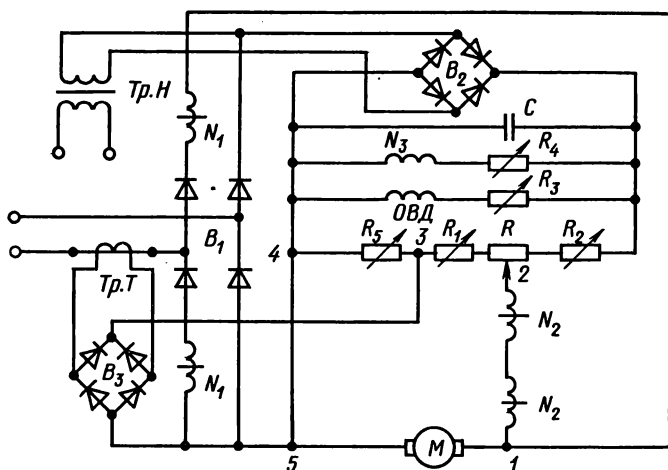 Тр.Н
N₁
B₂
C
N₃
R₄
ОВД
R₃
B₁
4
R₅
3
R₁
R
R₂
2
Тр.Т
N₂
B₃
N₁
N₂
5
М
1